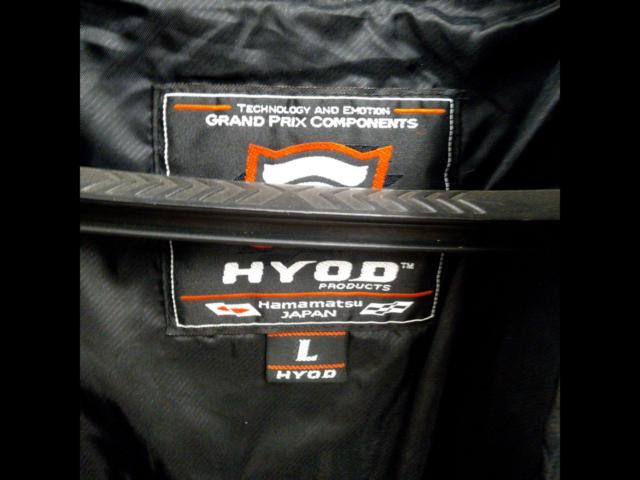 TECHNOLOGY AND EMOTION
GRAND PRIX COMPONENTS
HYOD™
PRODUCTS
Hamamatsu
JAPAN
L
HYOD